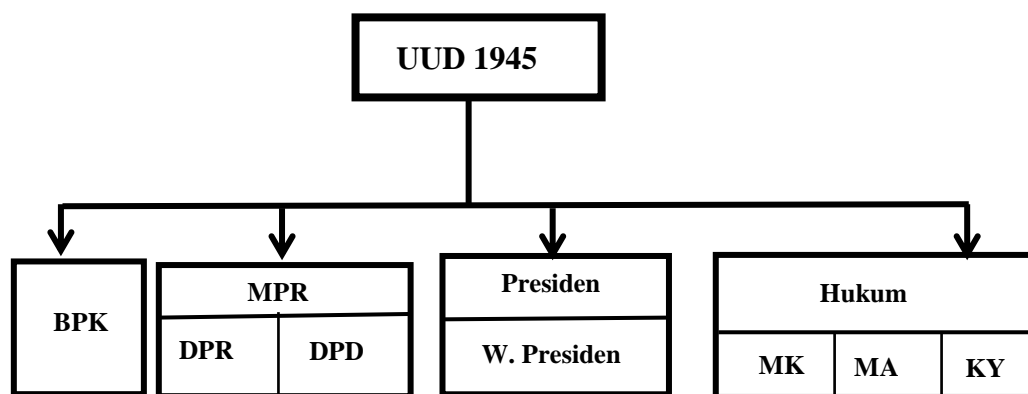 UUD 1945
BPK
MPR
DPR
DPD
Presiden
W. Presiden
Hukum
MK
MA
KY